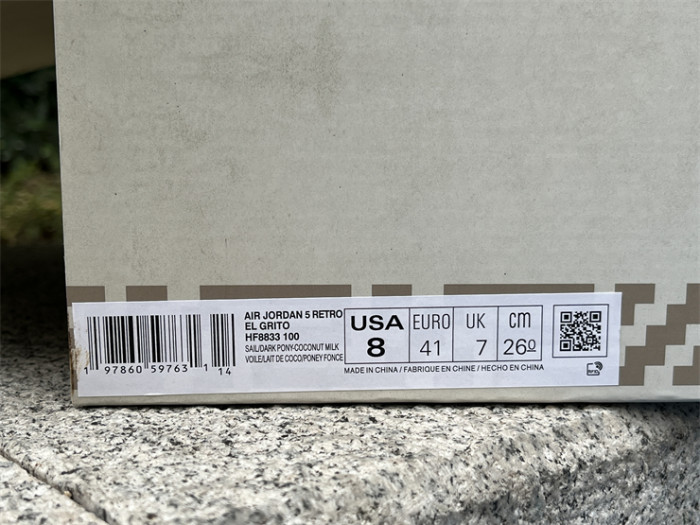 AIR JORDAN 5 RETRO
EL GRITO
HF8833 100
SAIL/DARK PONY-COCONUT MILK
VOILE/LAIT DE COCO/PONEY FONCE
1 97860 59763 1 14
USA EURO UK cm
8 41 7 26º
MADE IN CHINA / FABRIQUE EN CHINE / HECHO EN CHINA